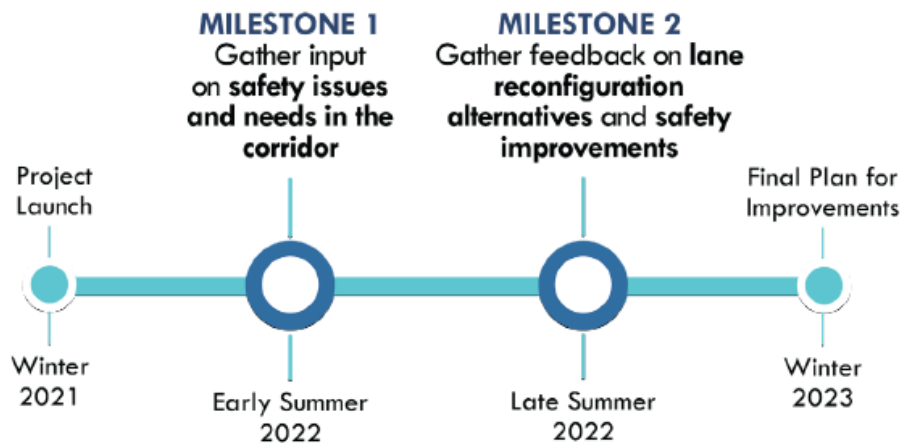 Project
Launch
Winter
2021
MILESTONE 1
Gather input
on safety issues
and needs in the
corridor
Early Summer
2022
MILESTONE 2
Gather feedback on lane
reconfiguration
alternatives and safety
improvements
Late Summer
2022
Final Plan for
Improvements
Winter
2023